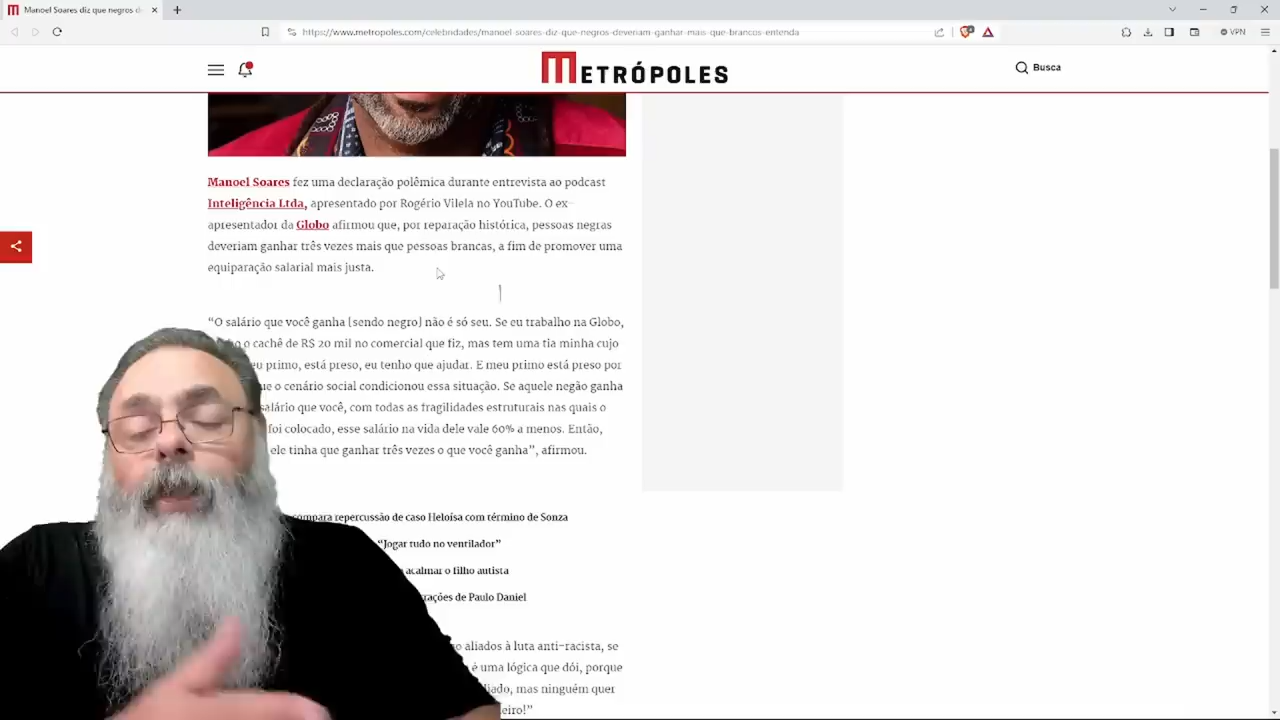 Manoel Soares diz que negros d
https://www.metropoles.com/celebridades/manoel-soares-diz-que-negros-deveriam-ganhar-mais-que-brancos-entenda
VPN
METRÓPOLES
Busca
Manoel Soares fez uma declaração polêmica durante entrevista ao podcast
Inteligência Ltda, apresentado por Rogério Vilela no YouTube. O ex-
apresentador da Globo afirmou que, por reparação histórica, pessoas negras
deveriam ganhar três vezes mais que pessoas brancas, a fim de promover uma
equiparação salarial mais justa.
“O salário que você ganha [sendo negro] não é só seu. Se eu trabalho na Globo,
o cachê de R$ 20 mil no comercial que fiz, mas tem uma tia minha cujo
primo, está preso, eu tenho que ajudar. E meu primo está preso por
que o cenário social condicionou essa situação. Se aquele negão ganha
salário que você, com todas as fragilidades estruturais nas quais o
foi colocado, esse salário na vida dele vale 60% a menos. Então,
ele tinha que ganhar três vezes o que você ganha”, afirmou.
compara repercussão de caso Heloísa com término de Sonza
“Jogar tudo no ventilador”
acalmar o filho autista
de Paulo Daniel
aliados à luta anti-racista, se
é uma lógica que dói, porque
mas ninguém quer